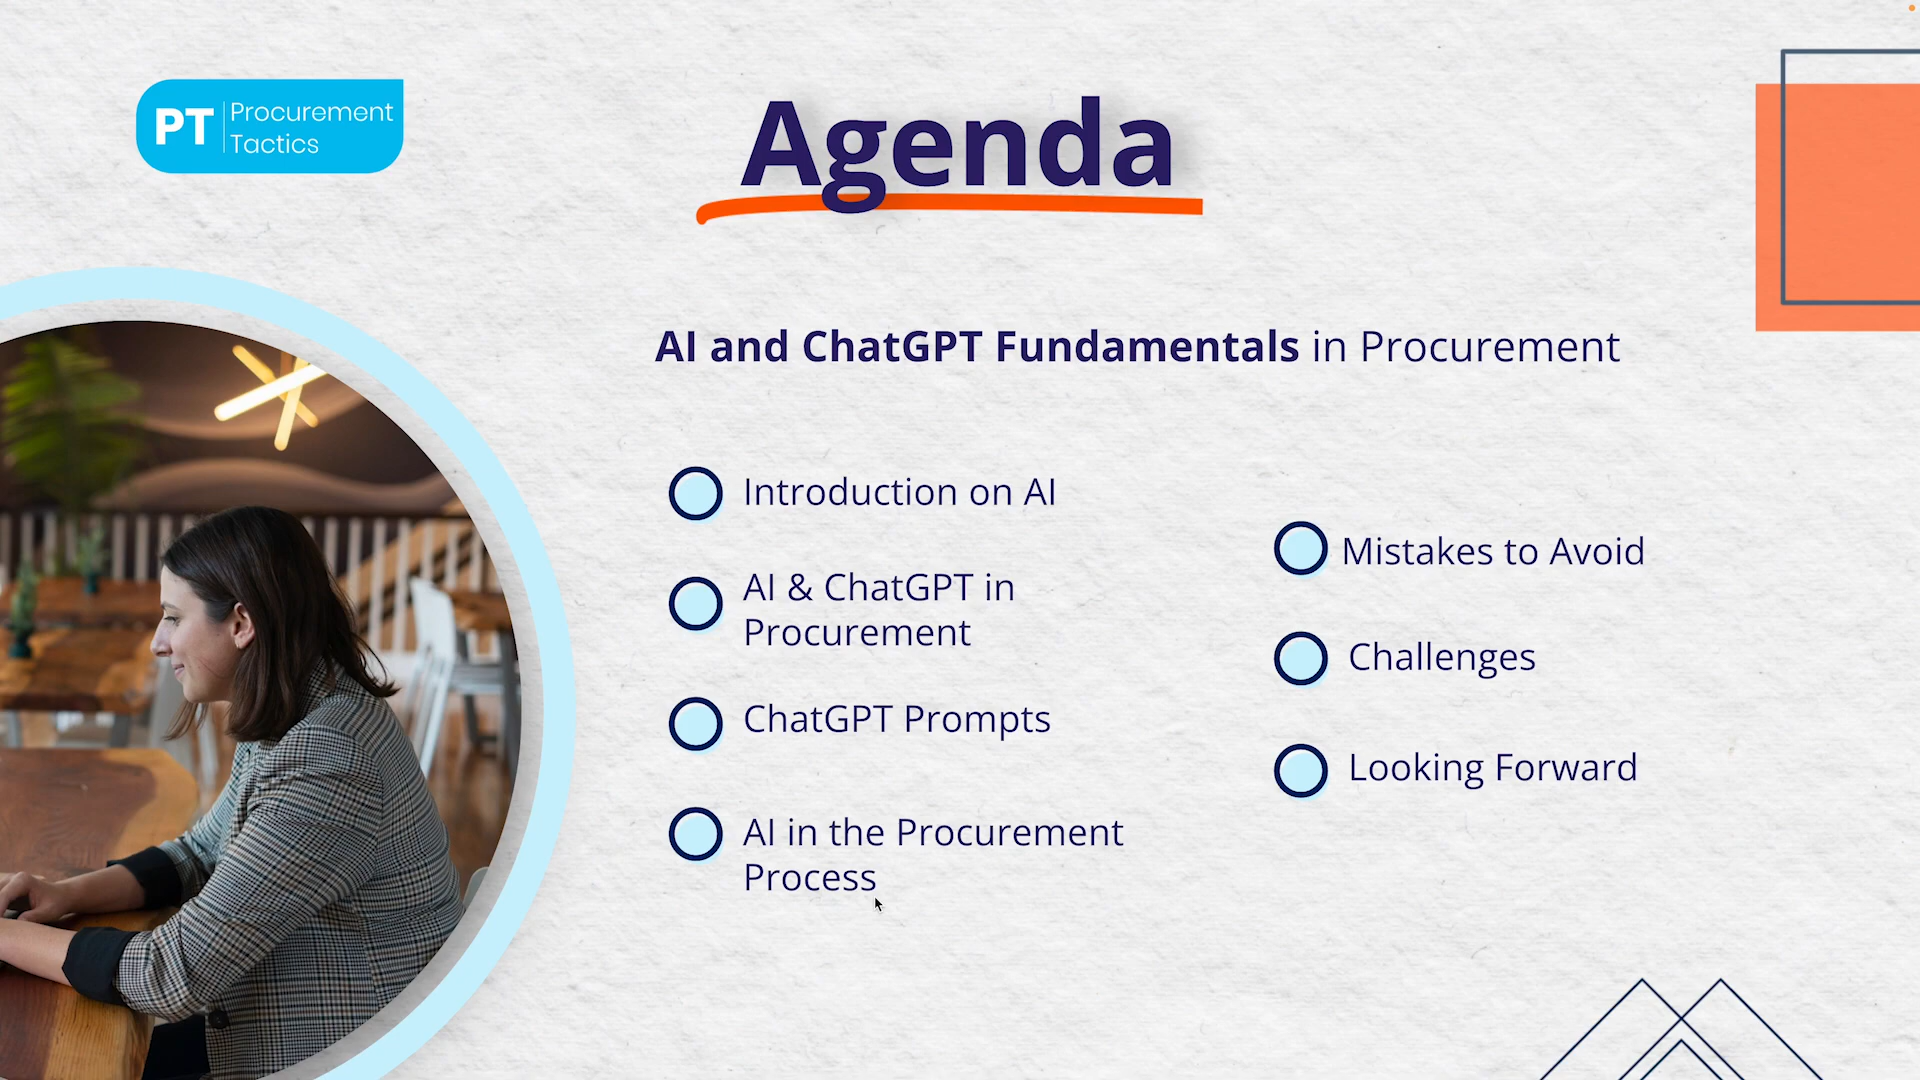 PT Procurement
Tactics
Agenda
AI and ChatGPT Fundamentals in Procurement
Introduction on AI
AI & ChatGPT in
Procurement
ChatGPT Prompts
AI in the Procurement
Process
Mistakes to Avoid
Challenges
Looking Forward